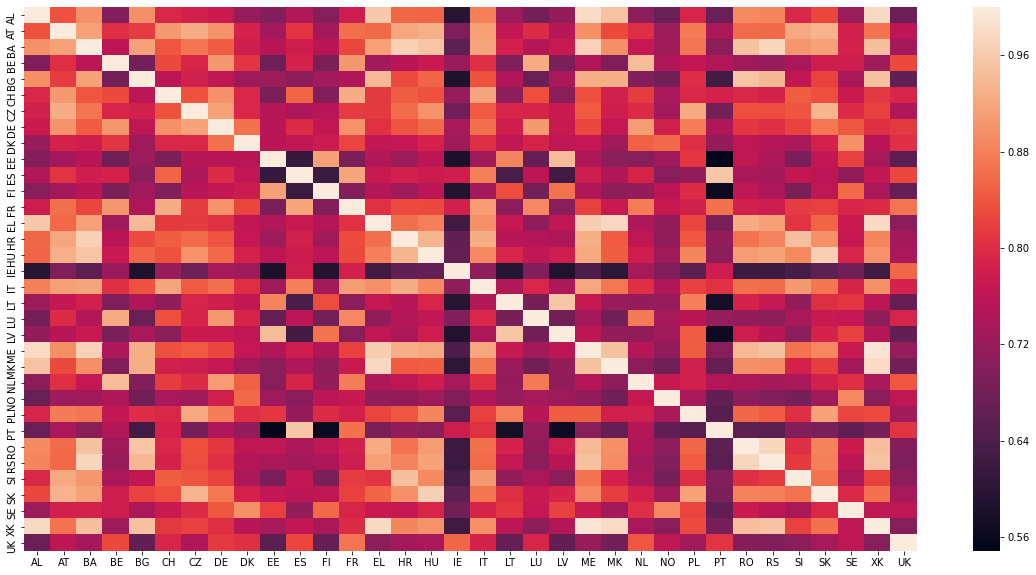 AL
AT
BA
BE
BG
CH
CZ
DE
DK
EE
ES
FI
FR
EL
HR
HU
IE
IT
LT
LU
LV
ME
MK
NL
NO
PL
PT
RO
RS
SI
SK
SE
XK
UK
AL AT BA BE BG CH CZ DE DK EE ES FI FR EL HR HU IE IT LT LU LV ME MK NL NO PL PT RO RS SI SK SE XK UK
0.96
0.88
0.80
0.72
0.64
0.56